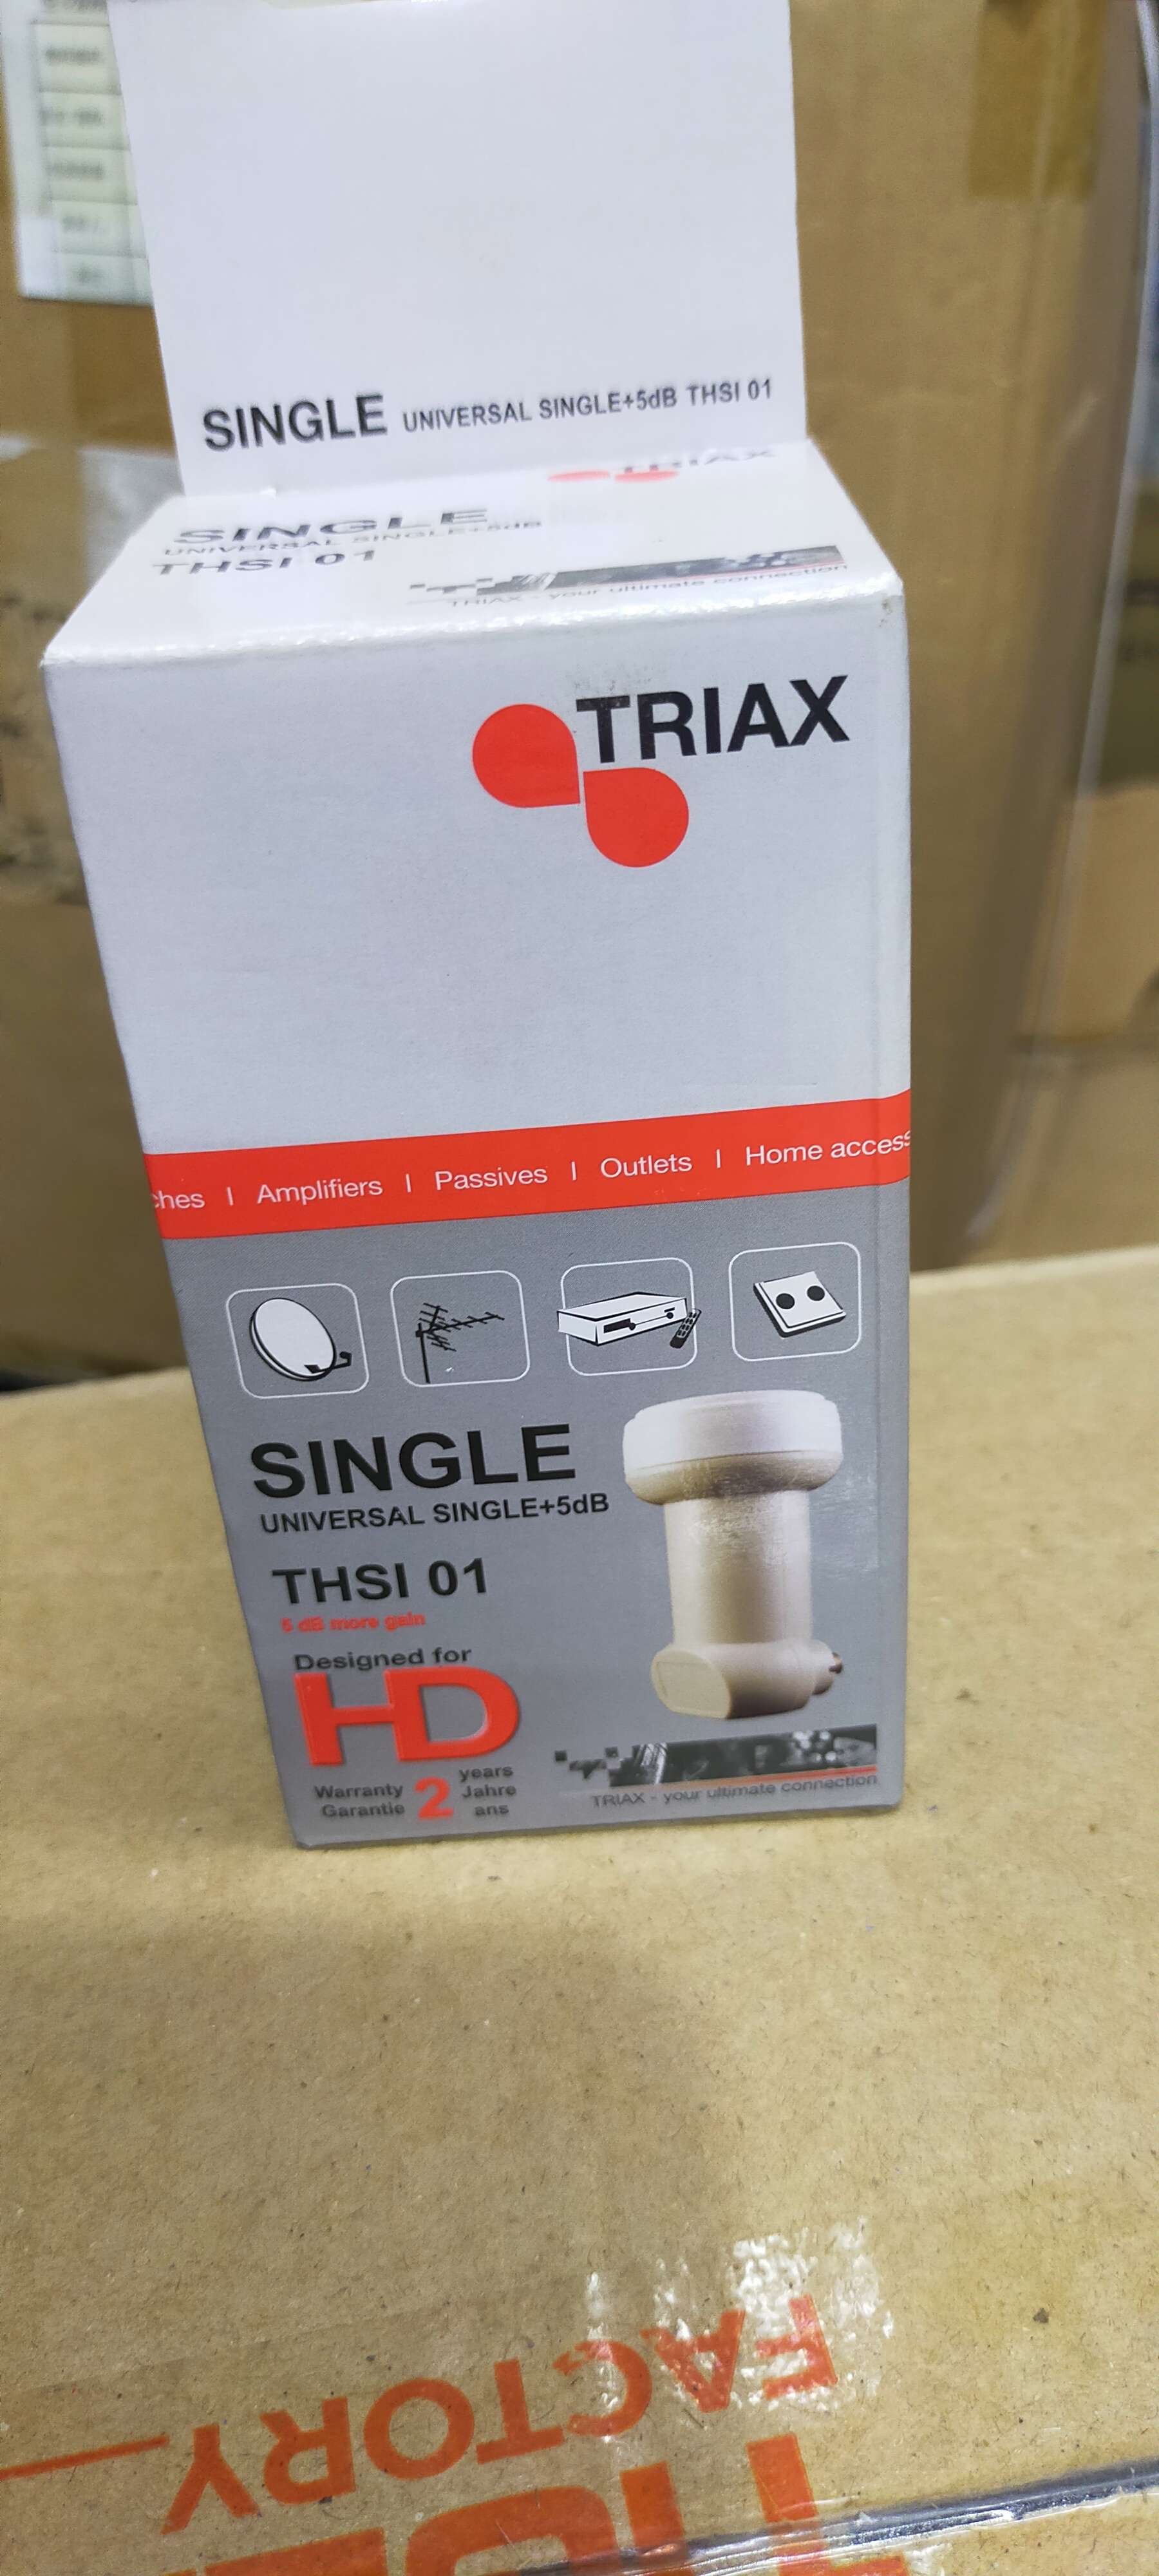 SINGLE UNIVERSAL SINGLE+5dB THSI 01
TRIAX
SINGLE
UNIVERSAL SINGLE+5dB
THSI 01
TRIAX - your ultimate connection
TRIAX
ches | Amplifiers | Passives | Outlets | Home access
SINGLE
UNIVERSAL SINGLE+5dB
THSI 01
5 dB more gain
Designed for
HD
Warranty 2 years
Garantie Jahre
ans
TRIAX - your ultimate connection
FACTORY